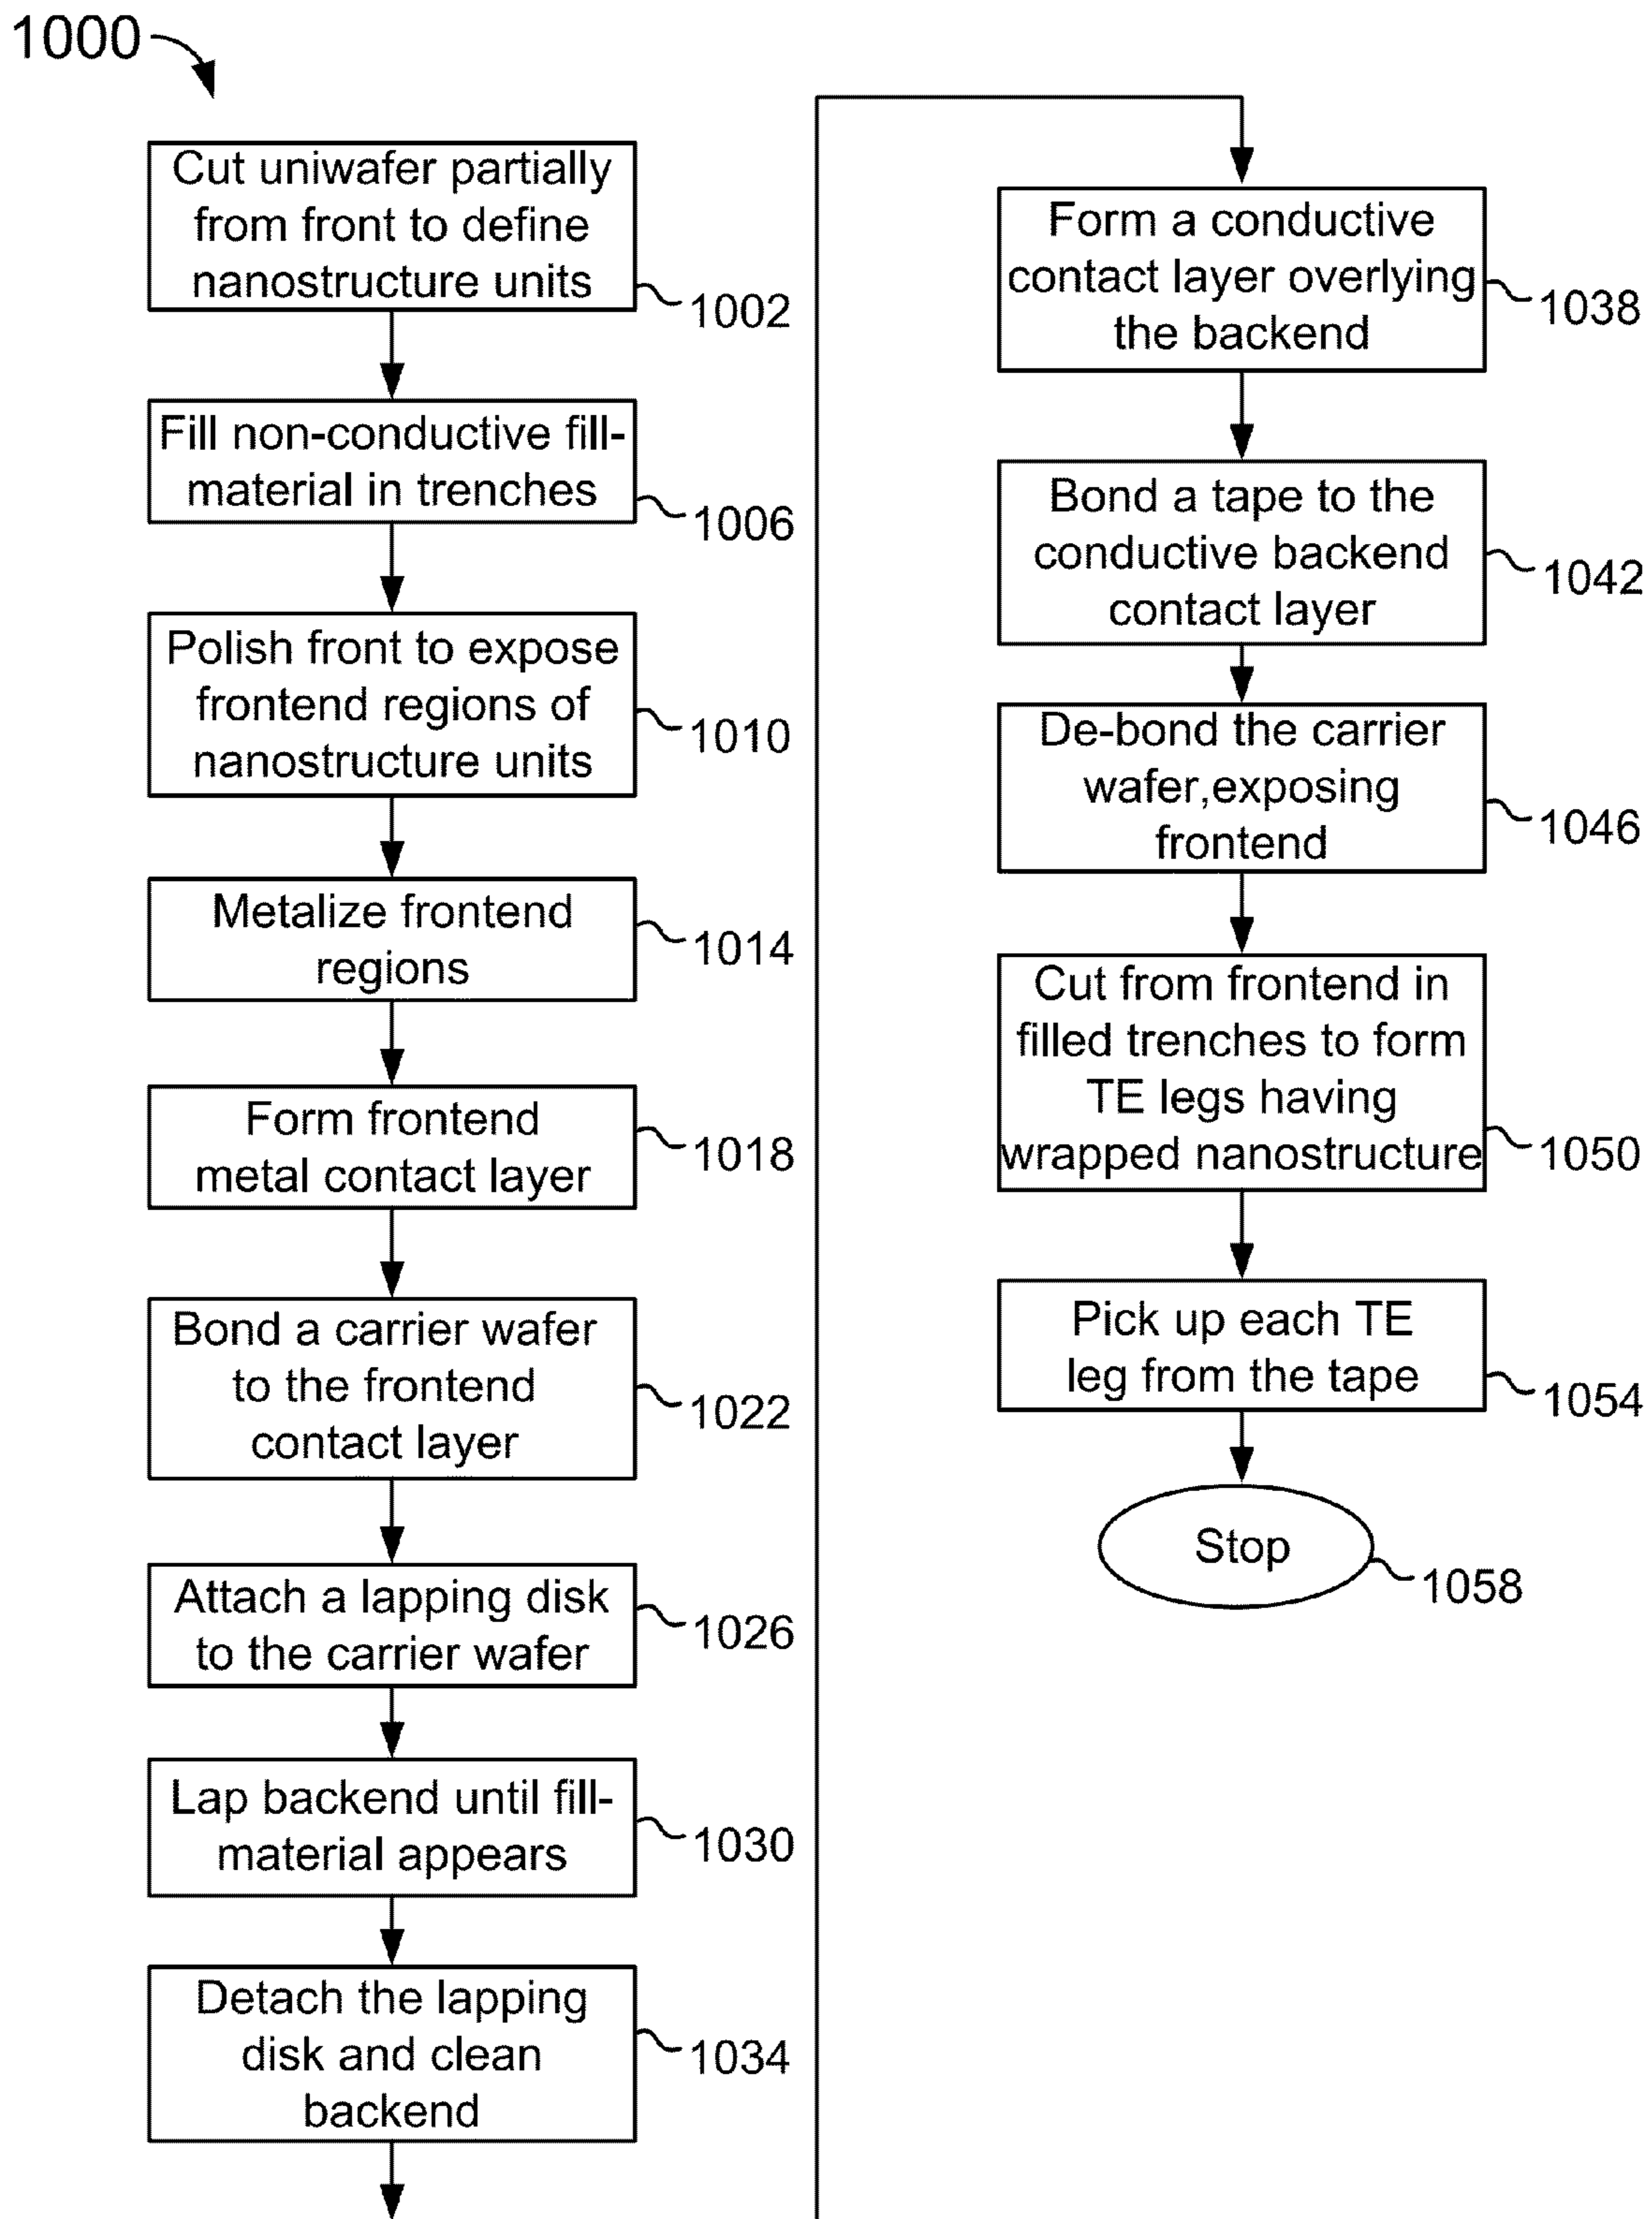 1000
Cut uniwafer partially
from front to define
nanostructure units
1002
Fill non-conductive fill-
material in trenches
1006
Polish front to expose
frontend regions of
nanostructure units
1010
Metalize frontend
regions
1014
Form frontend
metal contact layer
1018
Bond a carrier wafer
to the frontend
contact layer
1022
Attach a lapping disk
to the carrier wafer
1026
Lap backend until fill-
material appears
1030
Detach the lapping
disk and clean
backend
1034
Form a conductive
contact layer overlying
the backend
1038
Bond a tape to the
conductive backend
contact layer
1042
De-bond the carrier
wafer,exposing
frontend
1046
Cut from frontend in
filled trenches to form
TE legs having
wrapped nanostructure
1050
Pick up each TE
leg from the tape
1054
Stop
1058